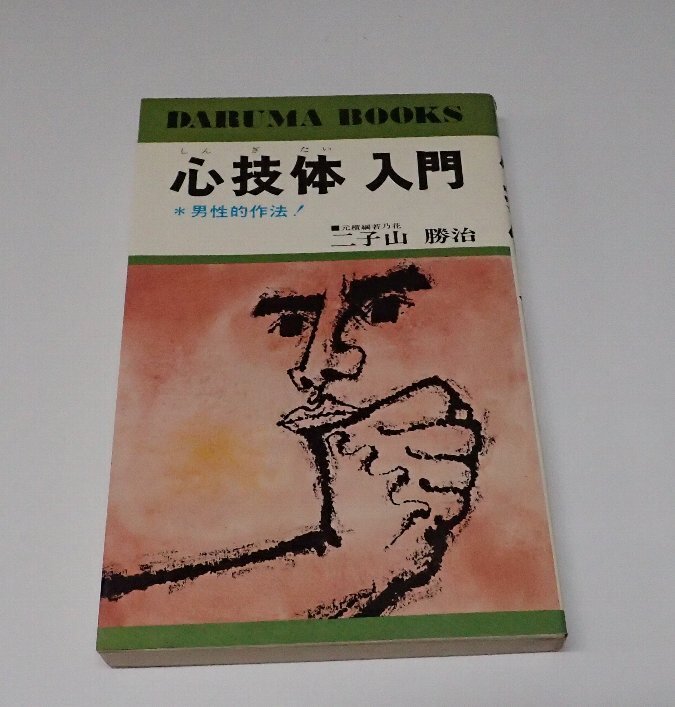 DARUMA BOOKS
しんぎたい
心技体 入門
*男性的作法!
■元横綱若乃花
二子山 勝治